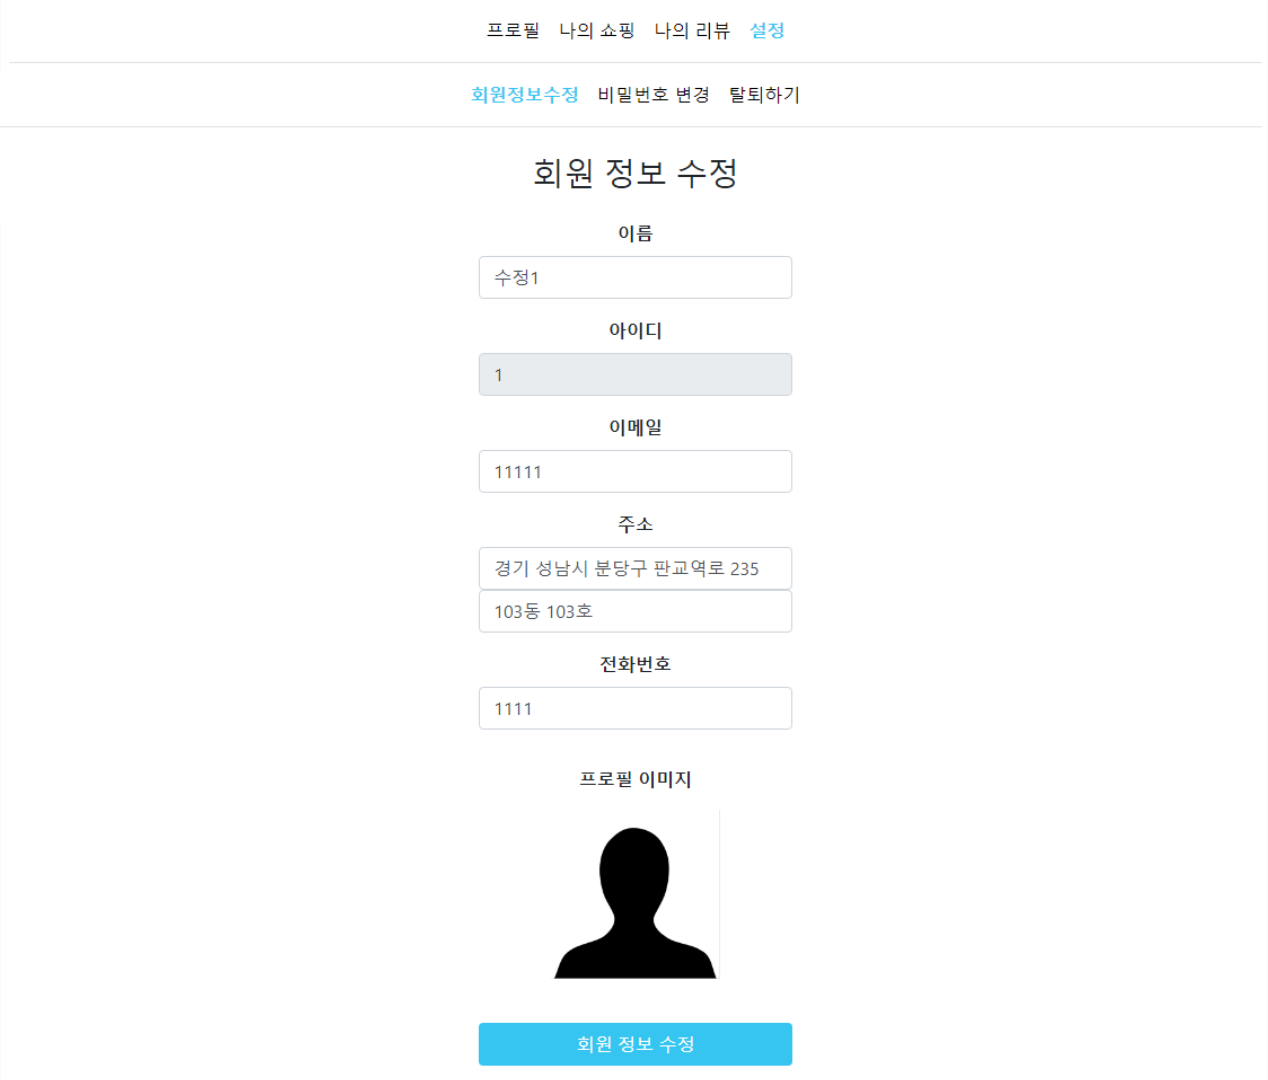 프로필 나의 쇼핑 나의 리뷰 설정
회원정보수정 비밀번호 변경 탈퇴하기
회원 정보 수정
이름
수정1
아이디
1
이메일
11111
주소
경기 성남시 분당구 판교역로 235
103동 103호
전화번호
1111
프로필 이미지
회원 정보 수정